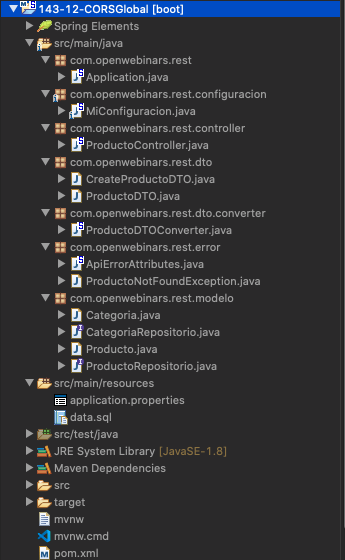 143-12-CORSGlobal [boot]
Spring Elements
src/main/java
com.openwebinars.rest
Application.java
com.openwebinars.rest.configuracion
MiConfiguracion.java
com.openwebinars.rest.controller
ProductoController.java
com.openwebinars.rest.dto
CreateProductoDTO.java
ProductoDTO.java
com.openwebinars.rest.dto.converter
ProductoDTOConverter.java
com.openwebinars.rest.error
ApiErrorAttributes.java
ProductoNotFoundException.java
com.openwebinars.rest.modelo
Categoria.java
CategoriaRepositorio.java
Producto.java
ProductoRepositorio.java
src/main/resources
application.properties
data.sql
src/test/java
JRE System Library [JavaSE-1.8]
Maven Dependencies
src
target
mvnw
mvnw.cmd
pom.xml